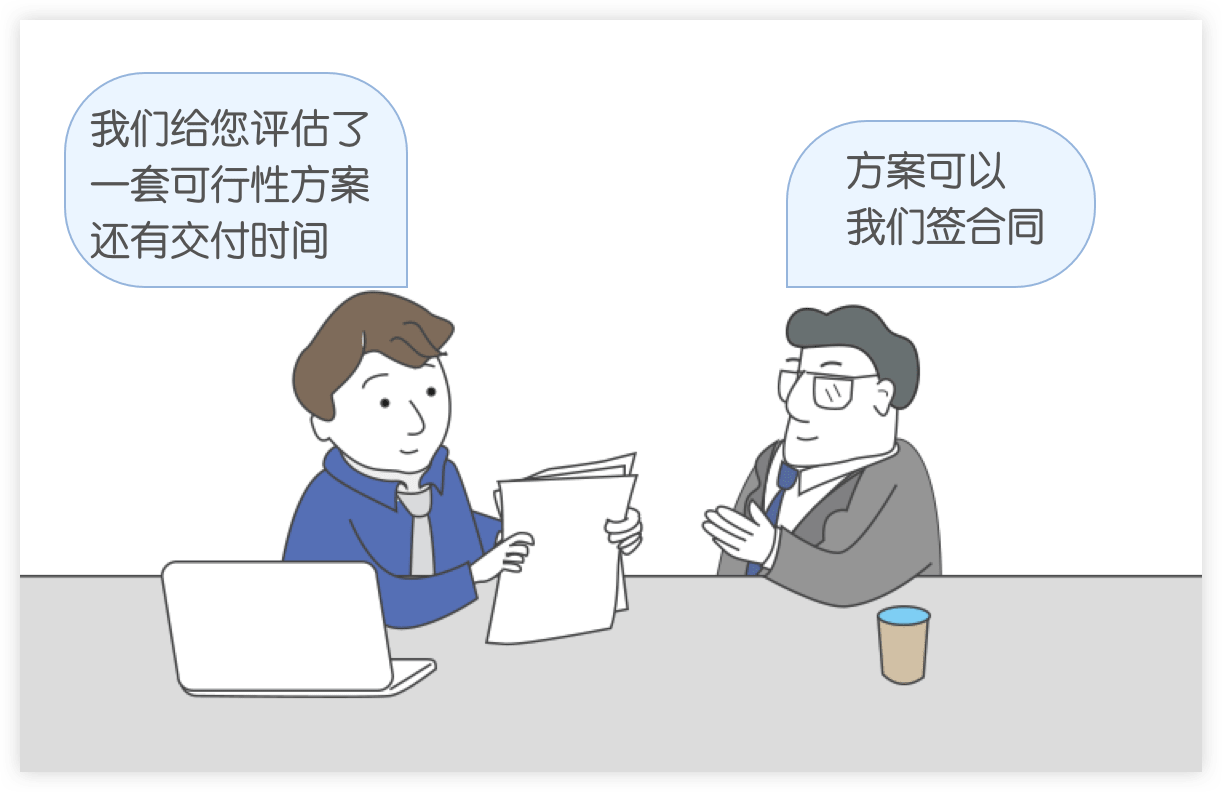 我们给您评估了
一套可行性方案
还有交付时间
方案可以
我们签合同